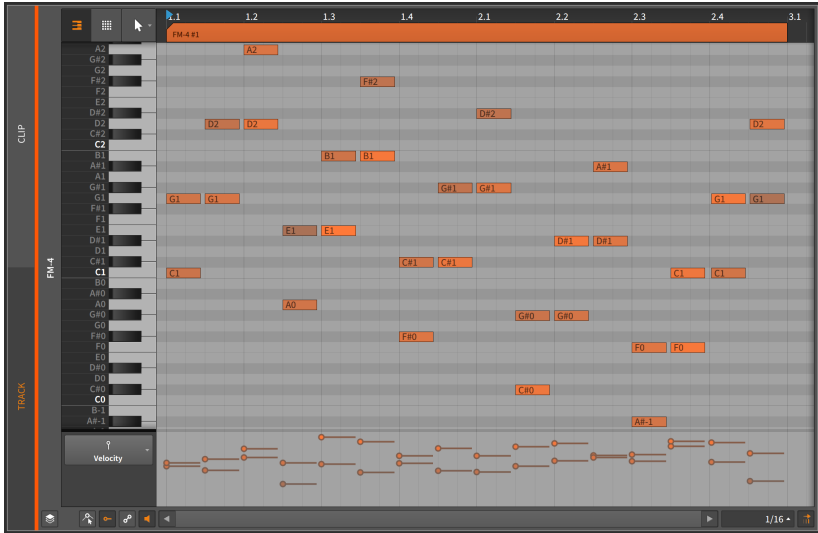 1.1 1.2 1.3 1.4 2.1 2.2 2.3 2.4 3.1
FM-4 #1
CLIP
TRACK
FM-4
A2 A2
G#2
G2
F#2 F#2
F2
E2
D#2 D#2
D2 D2 D2 D2
C#2
C2
B1 B1 B1
A#1 A#1
A1
G#1 G#1 G#1
G1 G1 G1 G1 G1
F#1
F1
E1 E1 E1
D#1 D#1 D#1
D1
C#1 C#1 C#1
C1 C1 C1 C1
B0
A#0
A0 A0
G#0 G#0 G#0
G0
F#0 F#0
F0 F0 F0
E0
D#0
D0
C#0 C#0
C0
B-1
A#-1 A#-1
Velocity
1/16